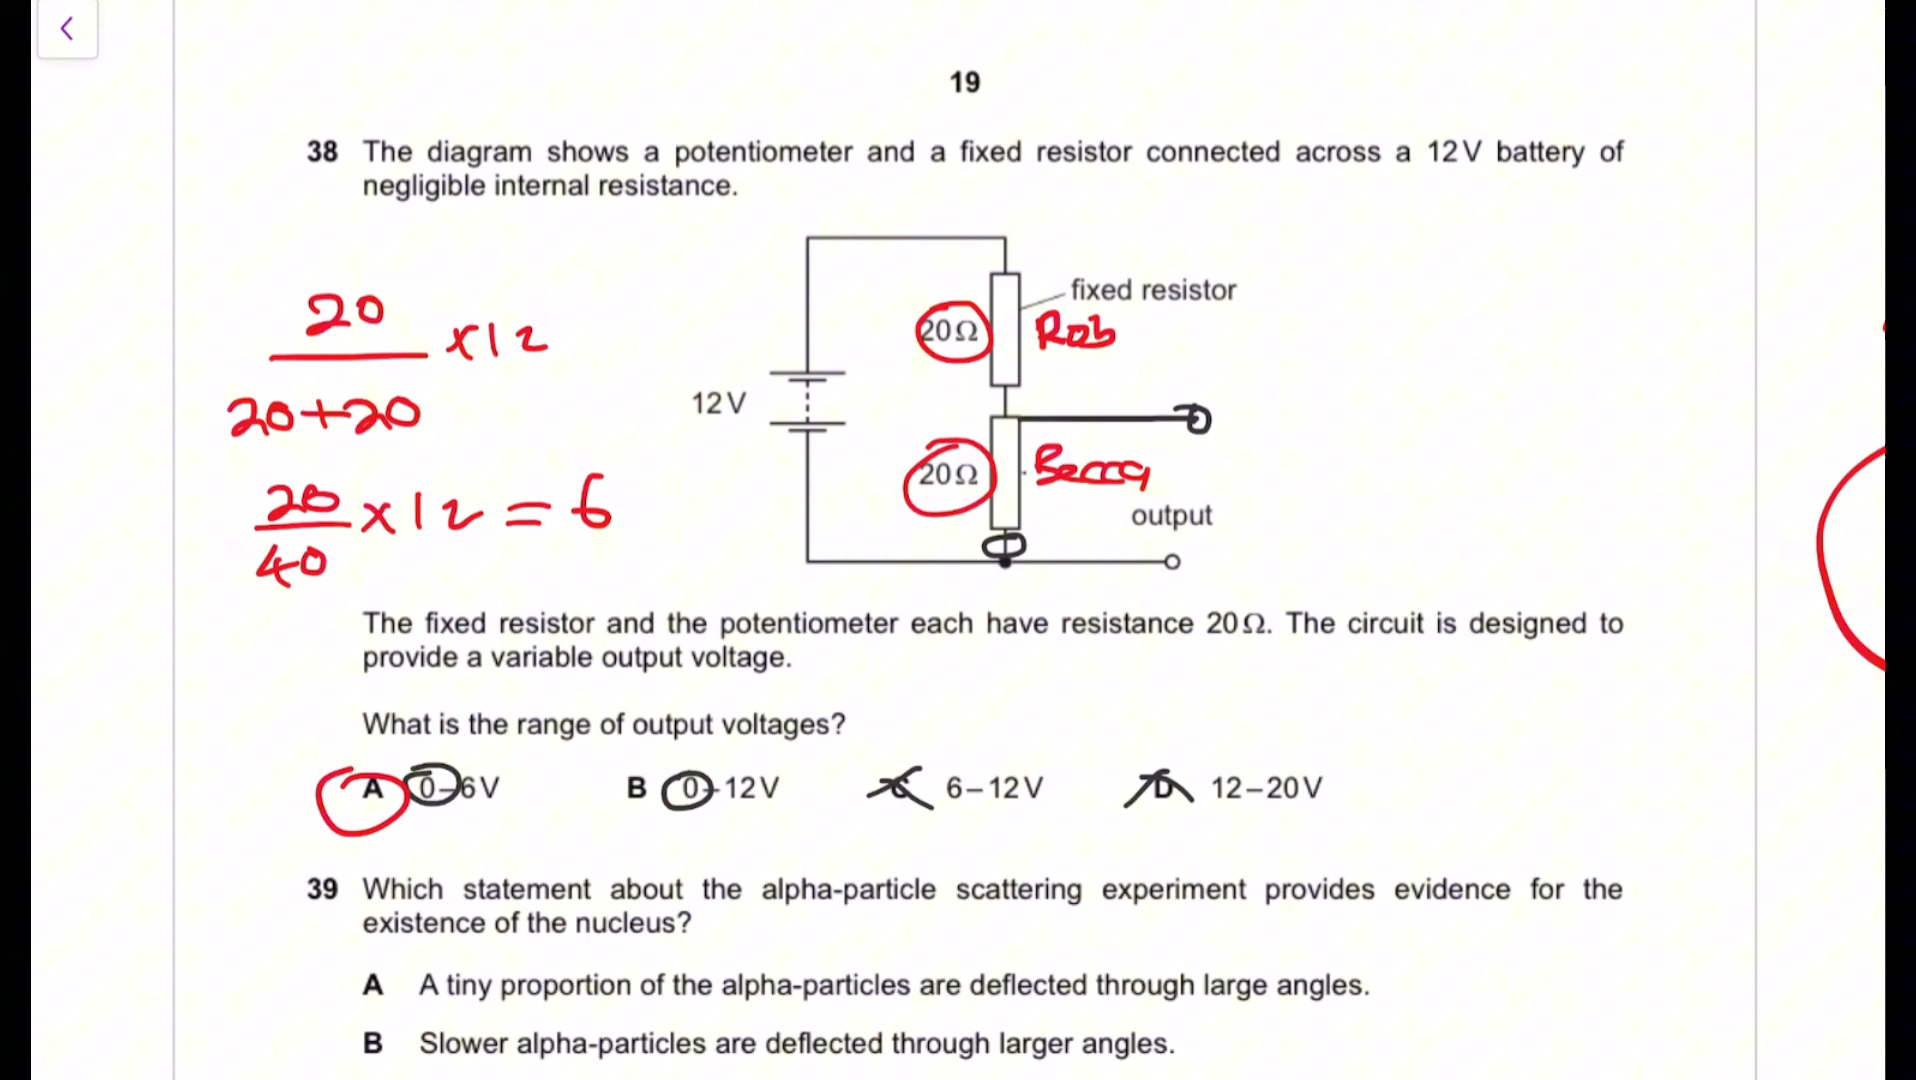 19
38 The diagram shows a potentiometer and a fixed resistor connected across a 12 V battery of
negligible internal resistance.
fixed resistor
20 Ω
Rob
20
x12
20+20
12 V
20 Ω
output
20
x12=6
40
The fixed resistor and the potentiometer each have resistance 20 Ω. The circuit is designed to
provide a variable output voltage.
What is the range of output voltages?
A 0–6 V B 0–12 V C 6–12 V D 12–20 V
39 Which statement about the alpha-particle scattering experiment provides evidence for the
existence of the nucleus?
A A tiny proportion of the alpha-particles are deflected through large angles.
B Slower alpha-particles are deflected through larger angles.